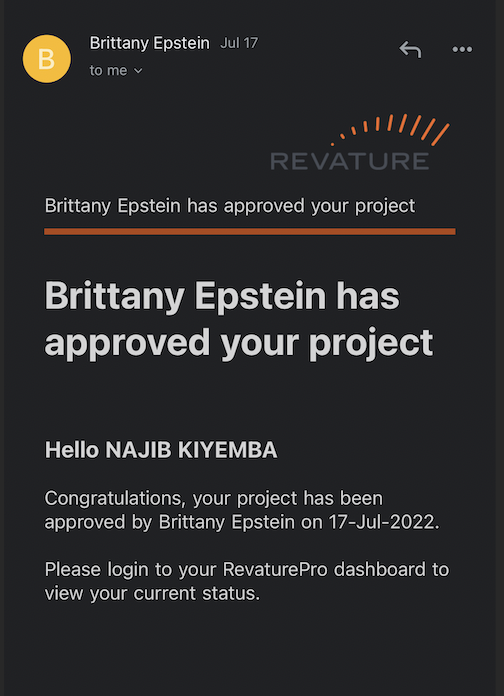 B
Brittany Epstein Jul 17
to me
REVATURE
Brittany Epstein has approved your project
Brittany Epstein has
approved your project
Hello NAJIB KIYEMBA
Congratulations, your project has been
approved by Brittany Epstein on 17-Jul-2022.
Please login to your RevaturePro dashboard to
view your current status.